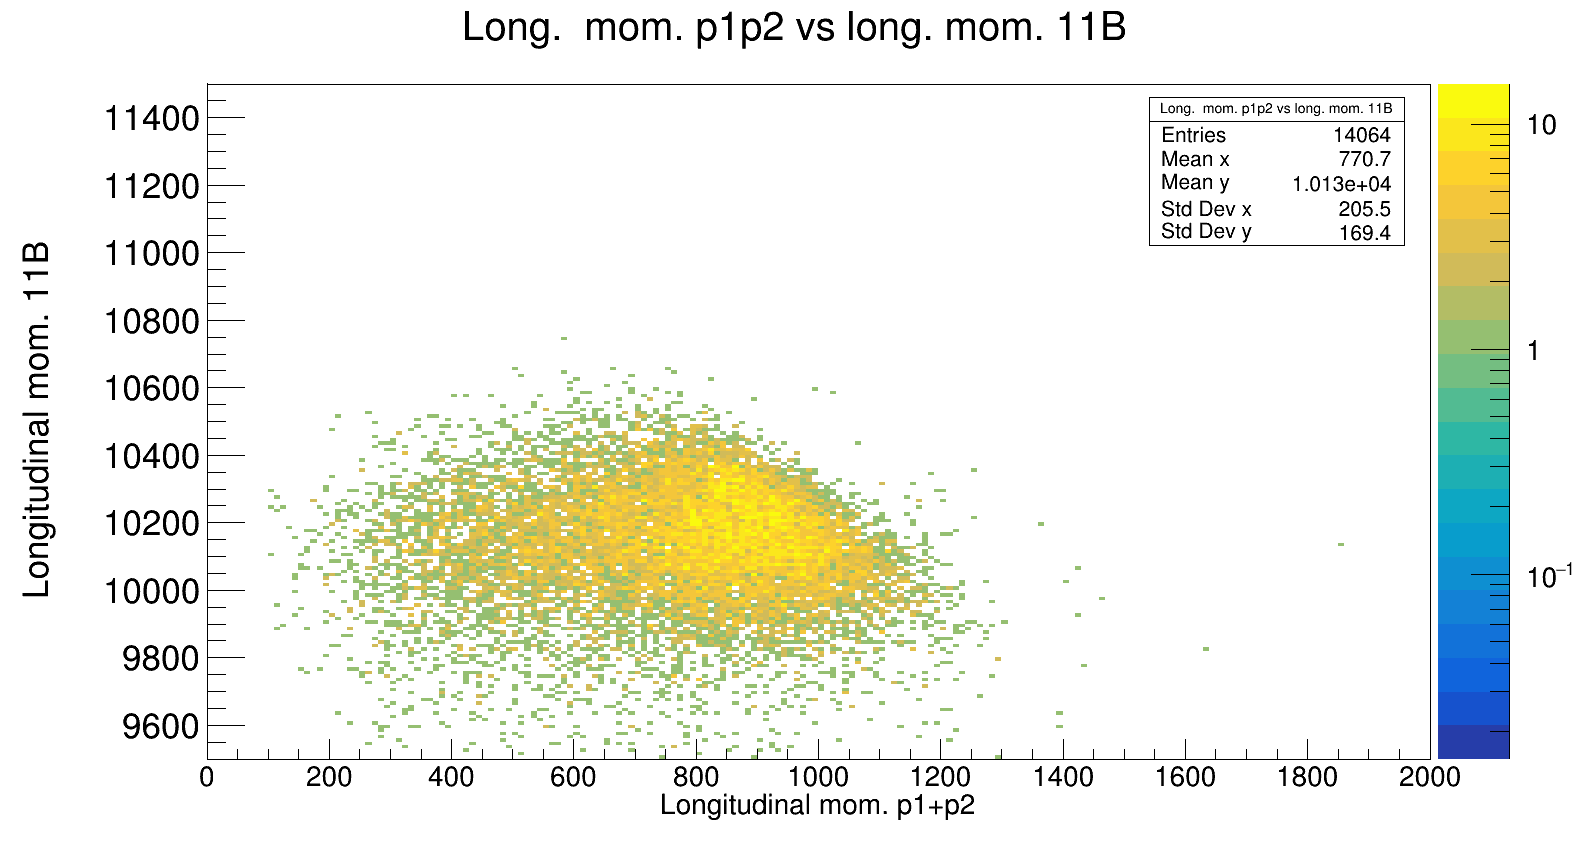 Long.  mom. p1p2 vs long. mom. 11B
Long.  mom. p1p2 vs long. mom. 11B
Entries 14064
Mean x 770.7
Mean y 1.013e+04
Std Dev x 205.5
Std Dev y 169.4
Longitudinal mom. 11B
11400
11200
11000
10800
10600
10400
10200
10000
9800
9600
0 200 400 600 800 1000 1200 1400 1600 1800 2000
Longitudinal mom. p1+p2
10
1
10⁻¹